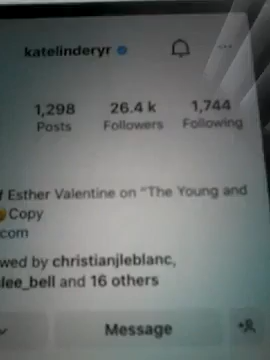 katelinderyr
1,298 26.4 k 1,744
Posts Followers Following
f Esther Valentine on "The Young and
Copy
com
wed by christianjleblanc,
lee_bell and 16 others
Message